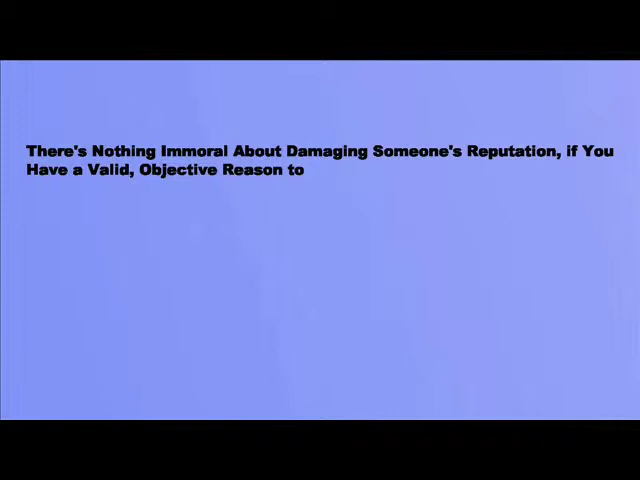 There's Nothing Immoral About Damaging Someone's Reputation, if You
Have a Valid, Objective Reason to